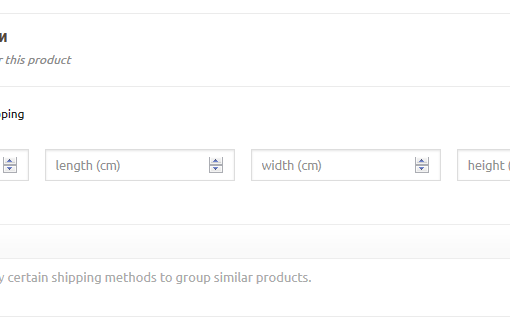 и
r this product
ping
length (cm) width (cm) height (
y certain shipping methods to group similar products.